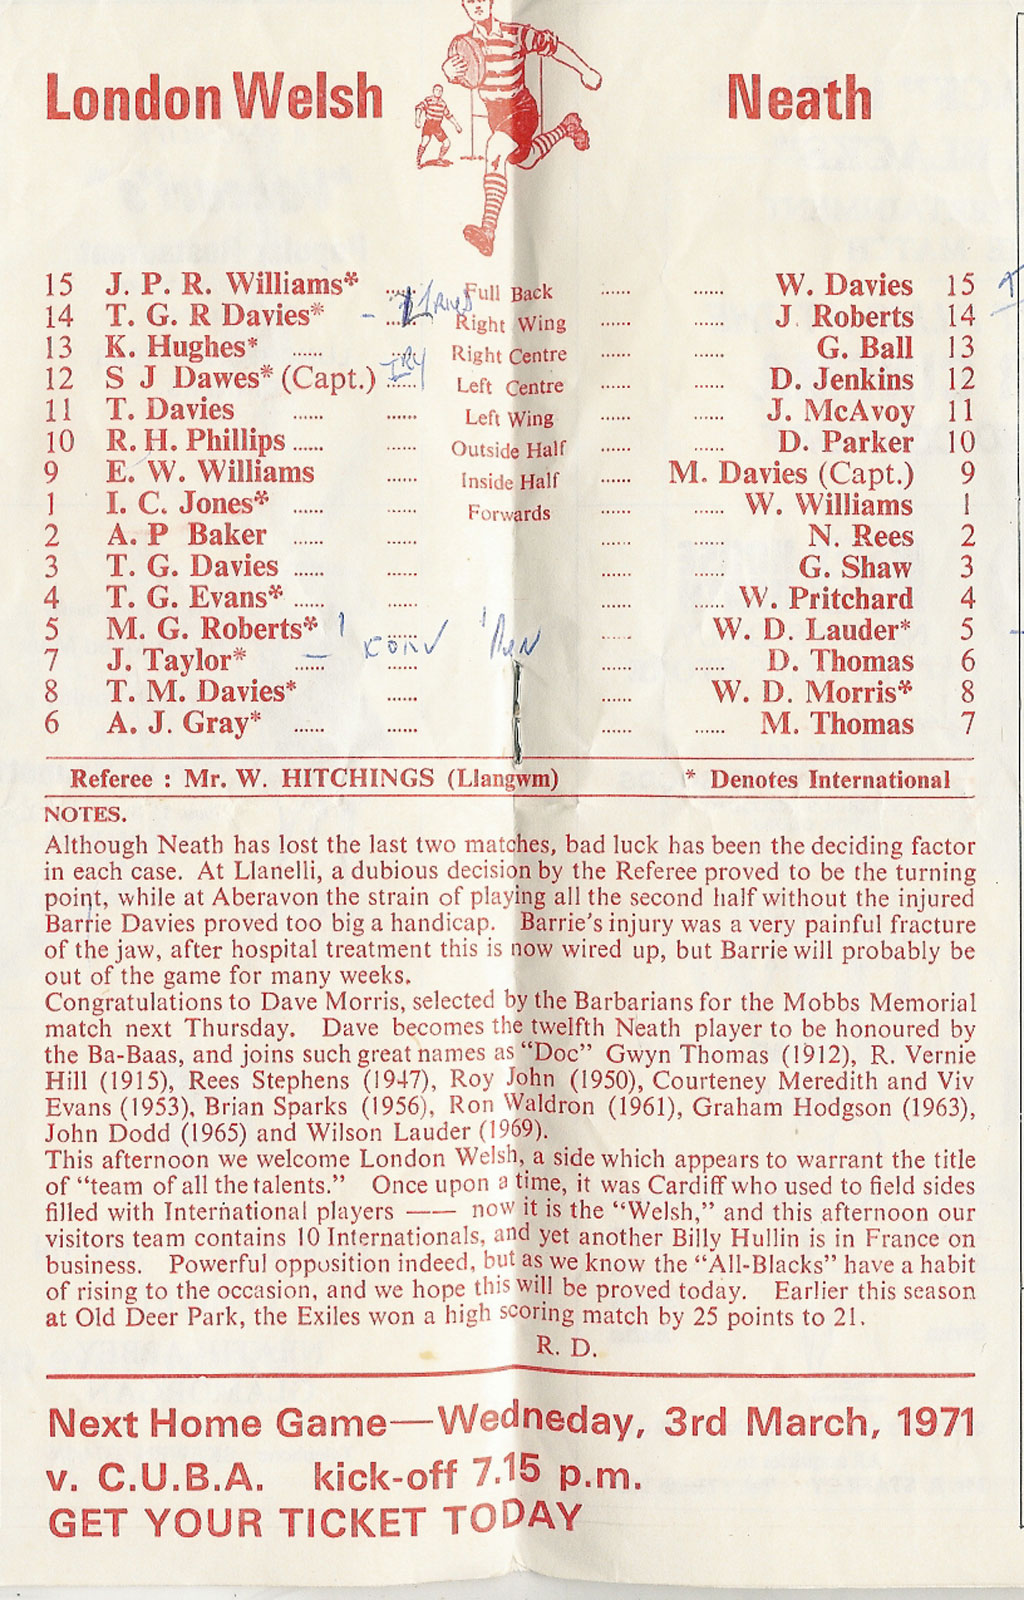 London Welsh Neath
15 J. P. R. Williams* ...... Full Back ...... ...... W. Davies 15
14 T. G. R Davies* - ...... Right Wing ...... ...... J. Roberts 14
13 K. Hughes* ...... ...... Right Centre ...... ...... G. Ball 13
12 S J Dawes* (Capt.) ...... TRY Left Centre ...... ...... D. Jenkins 12
11 T. Davies ...... ...... Left Wing ...... ...... J. McAvoy 11
10 R. H. Phillips ...... ...... Outside Half ...... ...... D. Parker 10
9 E. W. Williams ...... Inside Half ...... M. Davies (Capt.) 9
1 I. C. Jones* ...... ...... Forwards ...... ...... W. Williams 1
2 A. P Baker ...... ...... ...... ...... N. Rees 2
3 T. G. Davies ...... ...... ...... ...... G. Shaw 3
4 T. G. Evans* ...... ...... ...... ...... W. Pritchard 4
5 M. G. Roberts* ...... ...... W. D. Lauder* 5
7 J. Taylor* ...... CONV PEN ...... ...... D. Thomas 6
8 T. M. Davies* ...... ...... W. D. Morris* 8
6 A. J. Gray* ...... ...... ...... ...... M. Thomas 7
Referee : Mr. W. HITCHINGS (Llangwm) * Denotes International
NOTES.
Although Neath has lost the last two matches, bad luck has been the deciding factor
in each case. At Llanelli, a dubious decision by the Referee proved to be the turning
point, while at Aberavon the strain of playing all the second half without the injured
Barrie Davies proved too big a handicap. Barrie's injury was a very painful fracture
of the jaw, after hospital treatment this is now wired up, but Barrie will probably be
out of the game for many weeks.
Congratulations to Dave Morris, selected by the Barbarians for the Mobbs Memorial
match next Thursday. Dave becomes the twelfth Neath player to be honoured by
the Ba-Baas, and joins such great names as "Doc" Gwyn Thomas (1912), R. Vernie
Hill (1915), Rees Stephens (1947), Roy John (1950), Courteney Meredith and Viv
Evans (1953), Brian Sparks (1956), Ron Waldron (1961), Graham Hodgson (1963),
John Dodd (1965) and Wilson Lauder (1969).
This afternoon we welcome London Welsh, a side which appears to warrant the title
of "team of all the talents." Once upon a time, it was Cardiff who used to field sides
filled with International players —— now it is the "Welsh," and this afternoon our
visitors team contains 10 Internationals, and yet another Billy Hullin is in France on
business. Powerful opposition indeed, but as we know the "All-Blacks" have a habit
of rising to the occasion, and we hope this will be proved today. Earlier this season
at Old Deer Park, the Exiles won a high scoring match by 25 points to 21.
R. D.
Next Home Game—Wedneday, 3rd March, 1971
v. C.U.B.A. kick-off 7.15 p.m.
GET YOUR TICKET TODAY